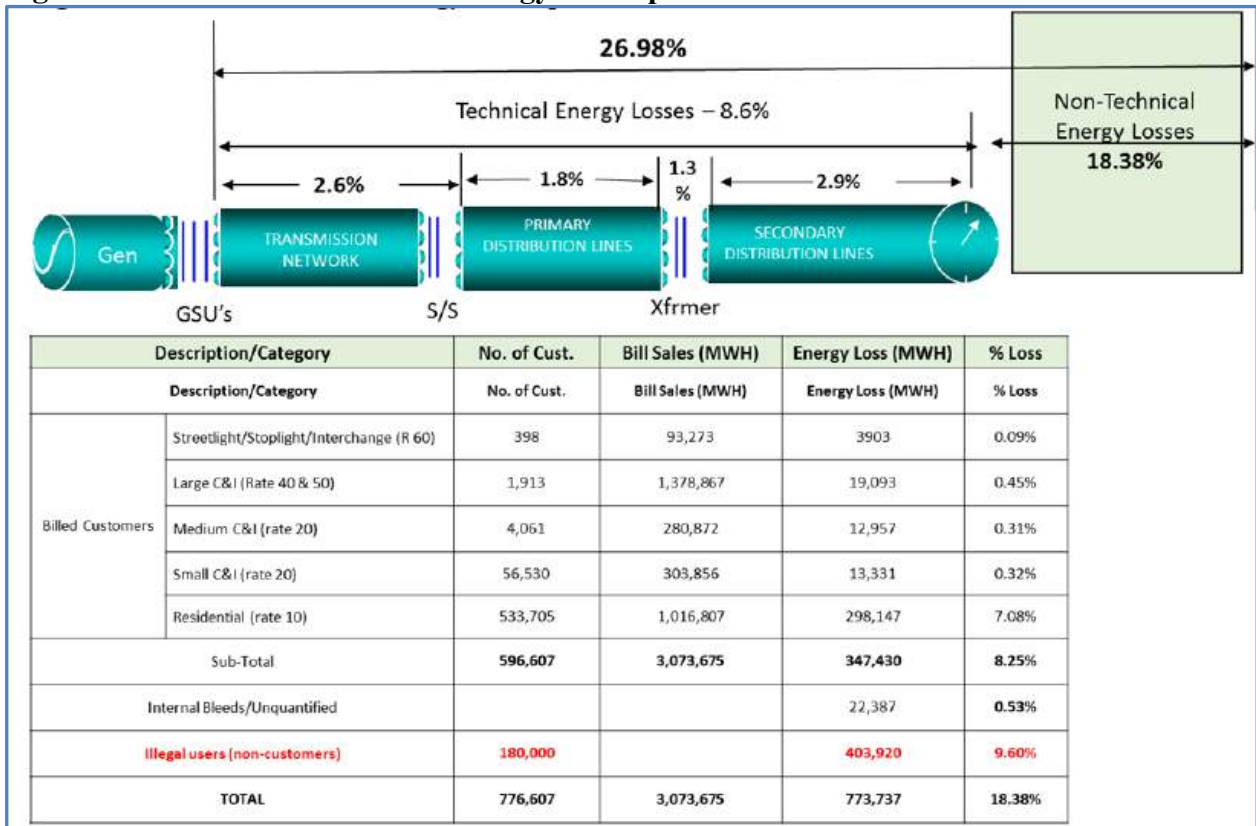 26.98%
Technical Energy Losses – 8.6%
Non-Technical
Energy Losses
18.38%
2.6%
1.8%
1.3
%
2.9%
Gen
TRANSMISSION
NETWORK
PRIMARY
DISTRIBUTION LINES
SECONDARY
DISTRIBUTION LINES
GSU's
S/S
Xfrmer
Description/Category No. of Cust. Bill Sales (MWH) Energy Loss (MWH) % Loss
Description/Category No. of Cust. Bill Sales (MWH) Energy Loss (MWH) % Loss
Billed Customers
Streetlight/Stoplight/Interchange (R 60) 398 93,273 3903 0.09%
Large C&I (Rate 40 & 50) 1,913 1,378,867 19,093 0.45%
Medium C&I (rate 20) 4,061 280,872 12,957 0.31%
Small C&I (rate 20) 56,530 303,856 13,331 0.32%
Residential (rate 10) 533,705 1,016,807 298,147 7.08%
Sub-Total 596,607 3,073,675 347,430 8.25%
Internal Bleeds/Unquantified 22,387 0.53%
Illegal users (non-customers) 180,000 403,920 9.60%
TOTAL 776,607 3,073,675 773,737 18.38%